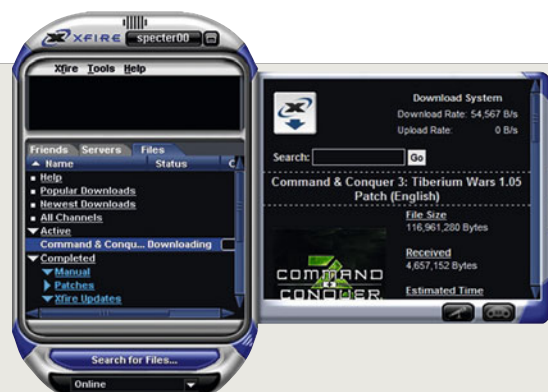 XFIRE specter00
Xfire Tools Help
Friends Servers Files
Name Status
Help
Popular Downloads
Newest Downloads
All Channels
Active
Command & Conqu... Downloading
Completed
Manual
Patches
Xfire Updates
Search for Files...
Online
Download System
Download Rate: 54,567 B/s
Upload Rate: 0 B/s
Search: Go
Command & Conquer 3: Tiberium Wars 1.05
Patch (English)
File Size
116,961,280 Bytes
Received
4,657,152 Bytes
Estimated Time
COMMAND
CONQUER